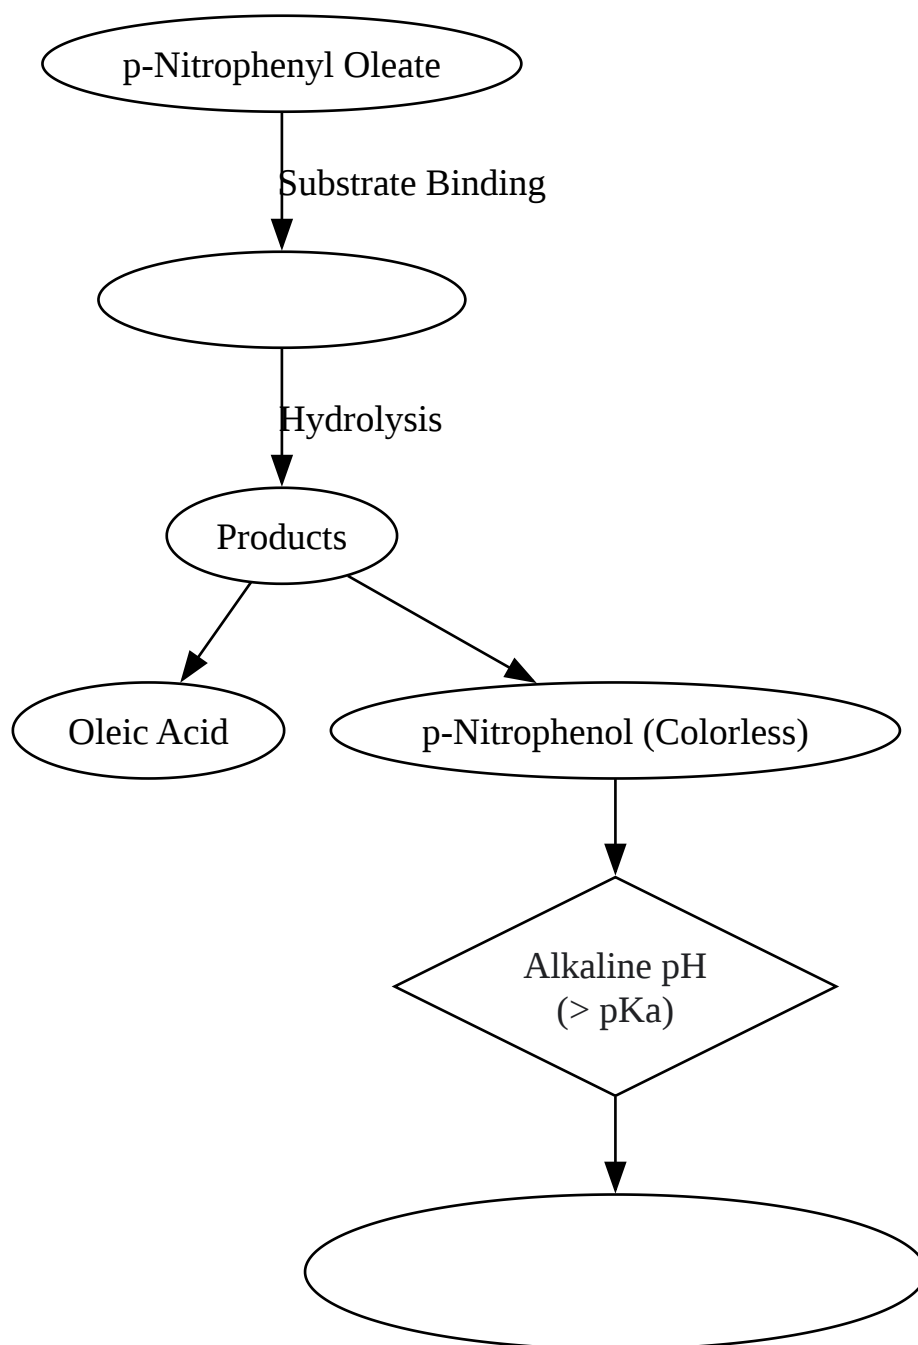 p-Nitrophenyl Oleate
Substrate Binding
Hydrolysis
Products
Oleic Acid
p-Nitrophenol (Colorless)
Alkaline pH
(> pKa)